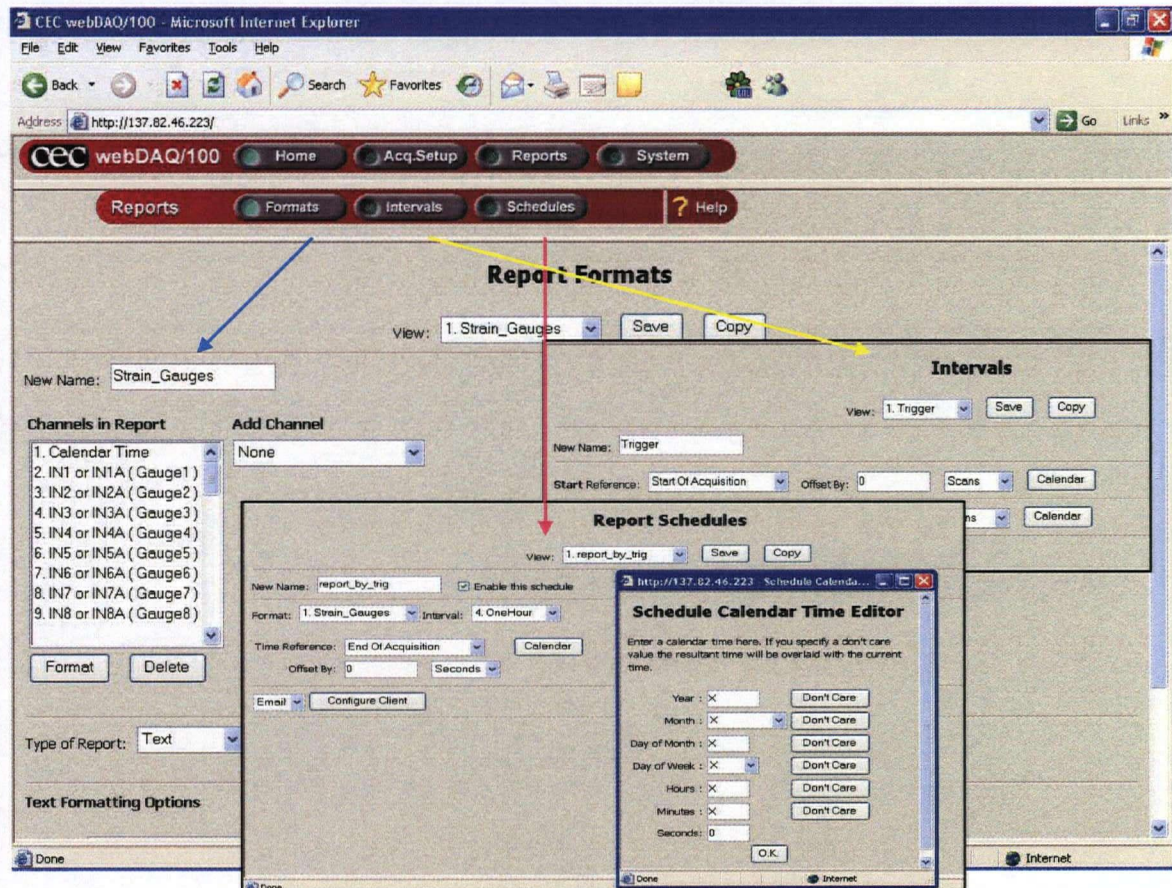 CEC webDAQ/100 - Microsoft Internet Explorer
File Edit View Favorites Tools Help
Back Search Favorites
Address http://137.82.46.223/ Go Links »
CEC webDAQ/100 Home Acq.Setup Reports System
Reports Formats Intervals Schedules ? Help
Report Formats
View: 1. Strain_Gauges Save Copy
New Name: Strain_Gauges
Channels in Report Add Channel
1. Calendar Time None
2. IN1 or IN1A ( Gauge1 )
3. IN2 or IN2A ( Gauge2 )
4. IN3 or IN3A ( Gauge3 )
5. IN4 or IN4A ( Gauge4 )
6. IN5 or IN5A ( Gauge5 )
7. IN6 or IN6A ( Gauge6 )
8. IN7 or IN7A ( Gauge7 )
9. IN8 or IN8A ( Gauge8 )
Format Delete
Type of Report: Text
Text Formatting Options
Done Internet
Intervals
View: 1. Trigger Save Copy
New Name: Trigger
Start Reference: Start Of Acquisition Offset By: 0 Scans Calendar
ns Calendar
Report Schedules
View: 1. report_by_trig Save Copy
New Name: report_by_trig Enable this schedule
Format: 1. Strain_Gauges Interval: 4. OneHour
Time Reference: End Of Acquisition Calendar
Offset By: 0 Seconds
Email Configure Client
Done
http://137.82.46.223 Schedule Calenda...
Schedule Calendar Time Editor
Enter a calendar time here. If you specify a don't care
value the resultant time will be overlaid with the current
time.
Year : X Don't Care
Month : X Don't Care
Day of Month : X Don't Care
Day of Week : X Don't Care
Hours : X Don't Care
Minutes : X Don't Care
Seconds: 0
O.K.
Done Internet